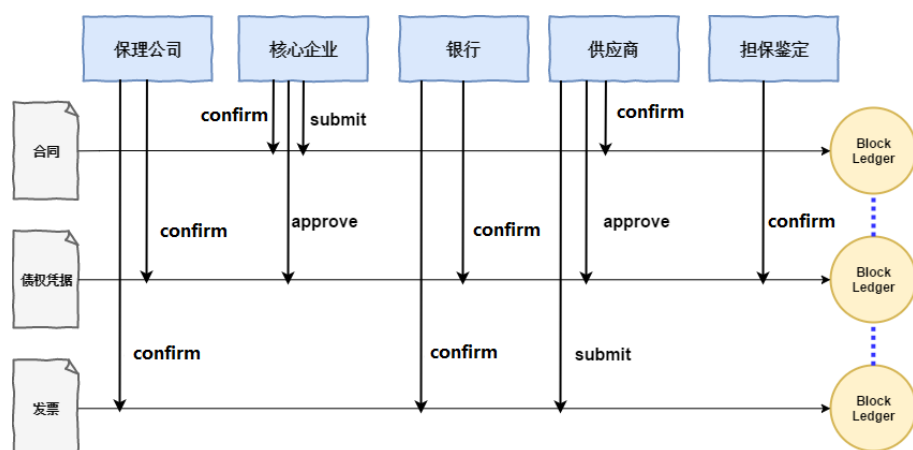 保理公司
核心企业
银行
供应商
担保鉴定
confirm
submit
confirm
合同
Block
Ledger
confirm
approve
confirm
approve
confirm
债权凭据
Block
Ledger
confirm
confirm
submit
发票
Block
Ledger